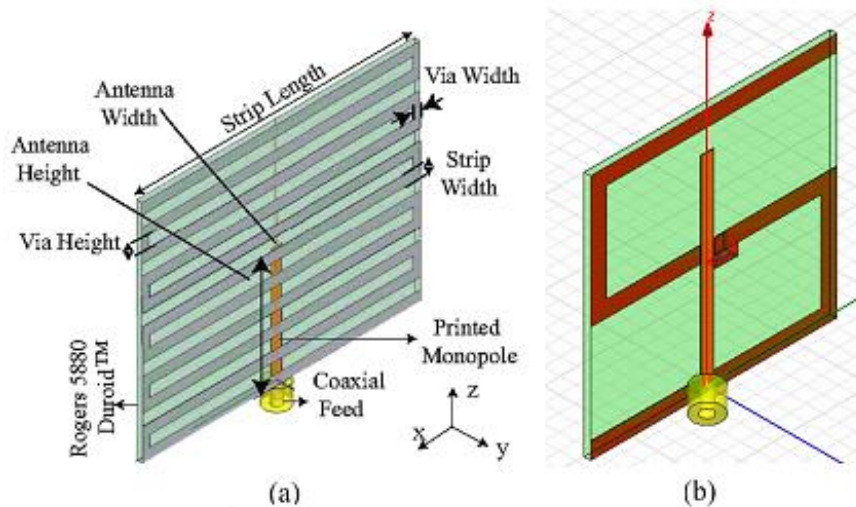 Strip Length
Antenna
Width
Via Width
Antenna
Height
Strip
Width
Via Height
Rogers 5880
Duroid™
Printed
Monopole
Coaxial
Feed
z
x
y
z
(a)
(b)